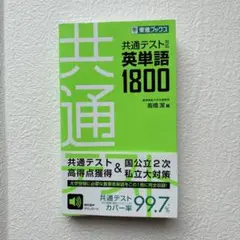 東進ブックス
共通
共通テスト対応
英単語
1800
共通テスト
高得点獲得
&
国公立2次
私立大対策
共通テスト
カバー率
99.7%